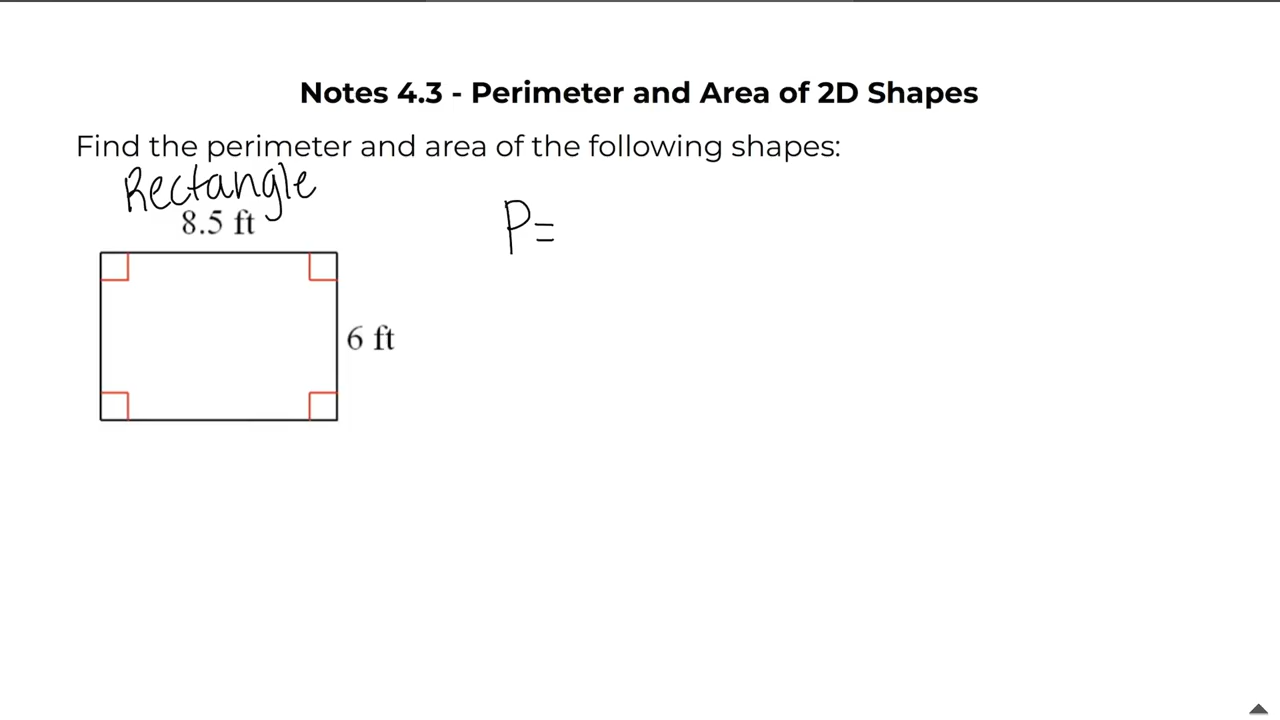 Notes 4.3 - Perimeter and Area of 2D Shapes
Find the perimeter and area of the following shapes:
Rectangle
8.5 ft
P=
6 ft